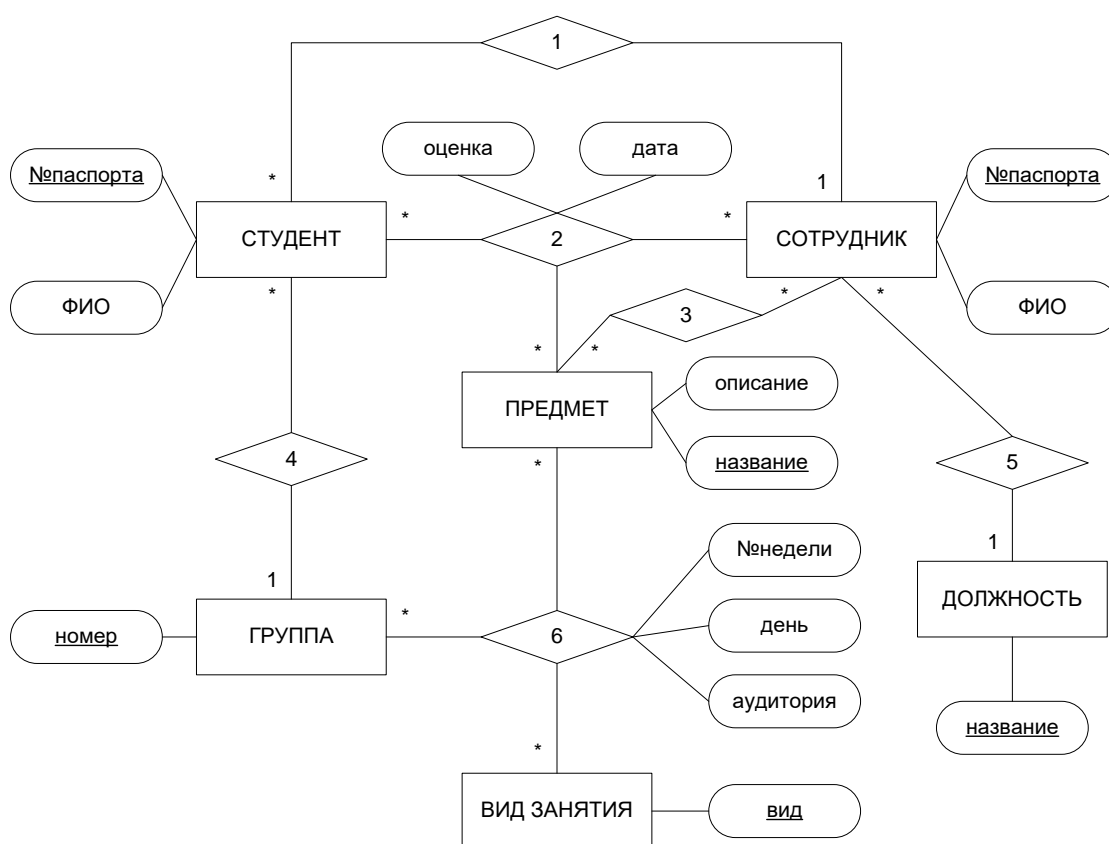 1
оценка
дата
№паспорта
№паспорта
*
1
СТУДЕНТ
*
2
*
СОТРУДНИК
ФИО
*
*
*
ФИО
3
*
*
описание
ПРЕДМЕТ
4
*
название
5
№недели
1
1
ДОЛЖНОСТЬ
номер
ГРУППА
*
6
день
аудитория
название
*
ВИД ЗАНЯТИЯ
вид